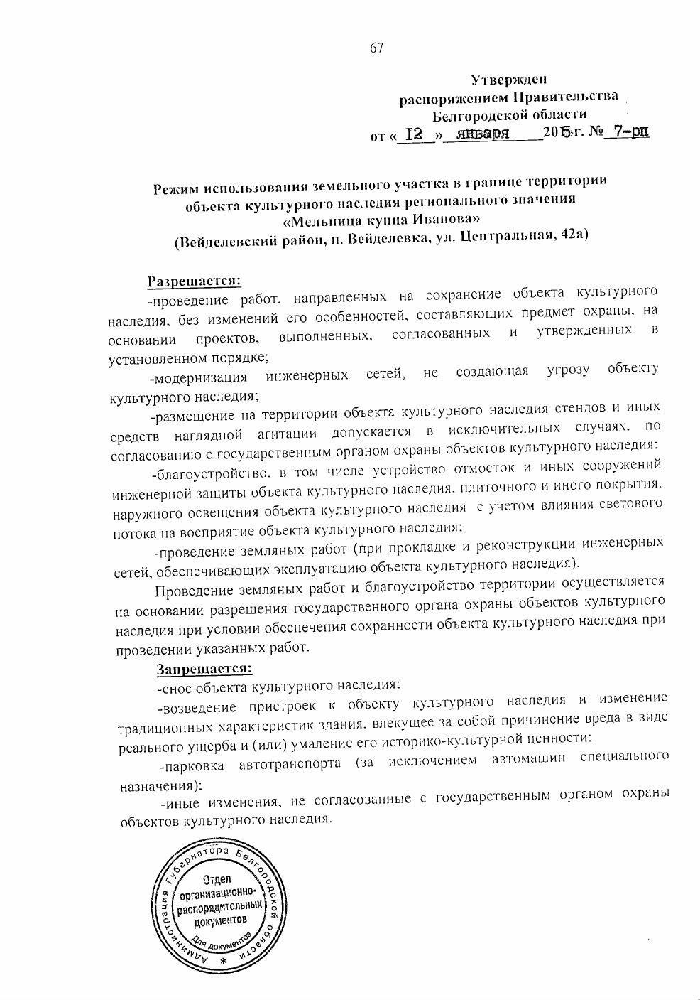 67
Утвержден
распоряжением Правительства
Белгородской области
от « 12 » января 2015 г. № 7-рп
Режим использования земельного участка в границе территории
объекта культурного наследия регионального значения
«Мельница купца Иванова»
(Вейделевский район, п. Вейделевка, ул. Центральная, 42а)
Разрешается:
-проведение работ, направленных на сохранение объекта культурного
наследия, без изменений его особенностей, составляющих предмет охраны, на
основании проектов, выполненных, согласованных и утвержденных в
установленном порядке;
-модернизация инженерных сетей, не создающая угрозу объекту
культурного наследия;
-размещение на территории объекта культурного наследия стендов и иных
средств наглядной агитации допускается в исключительных случаях, по
согласованию с государственным органом охраны объектов культурного наследия;
-благоустройство, в том числе устройство отмосток и иных сооружений
инженерной защиты объекта культурного наследия, плиточного и иного покрытия,
наружного освещения объекта культурного наследия с учетом влияния светового
потока на восприятие объекта культурного наследия;
-проведение земляных работ (при прокладке и реконструкции инженерных
сетей, обеспечивающих эксплуатацию объекта культурного наследия).
Проведение земляных работ и благоустройство территории осуществляется
на основании разрешения государственного органа охраны объектов культурного
наследия при условии обеспечения сохранности объекта культурного наследия при
проведении указанных работ.
Запрещается:
-снос объекта культурного наследия;
-возведение пристроек к объекту культурного наследия и изменение
традиционных характеристик здания, влекущее за собой причинение вреда в виде
реального ущерба и (или) умаление его историко-культурной ценности;
-парковка автотранспорта (за исключением автомашин специального
назначения);
-иные изменения, не согласованные с государственным органом охраны
объектов культурного наследия.
Администрация Губернатора Белгородской области *
Отдел
организационно-
распорядительных
документов
Для документов